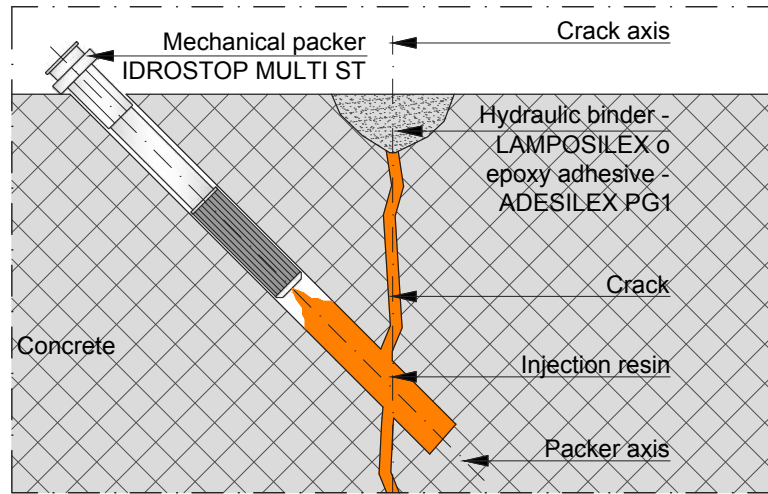 Mechanical packer
IDROSTOP MULTI ST
Crack axis
Hydraulic binder -
LAMPOSILEX o
epoxy adhesive -
ADESILEX PG1
Crack
Concrete
Injection resin
Packer axis